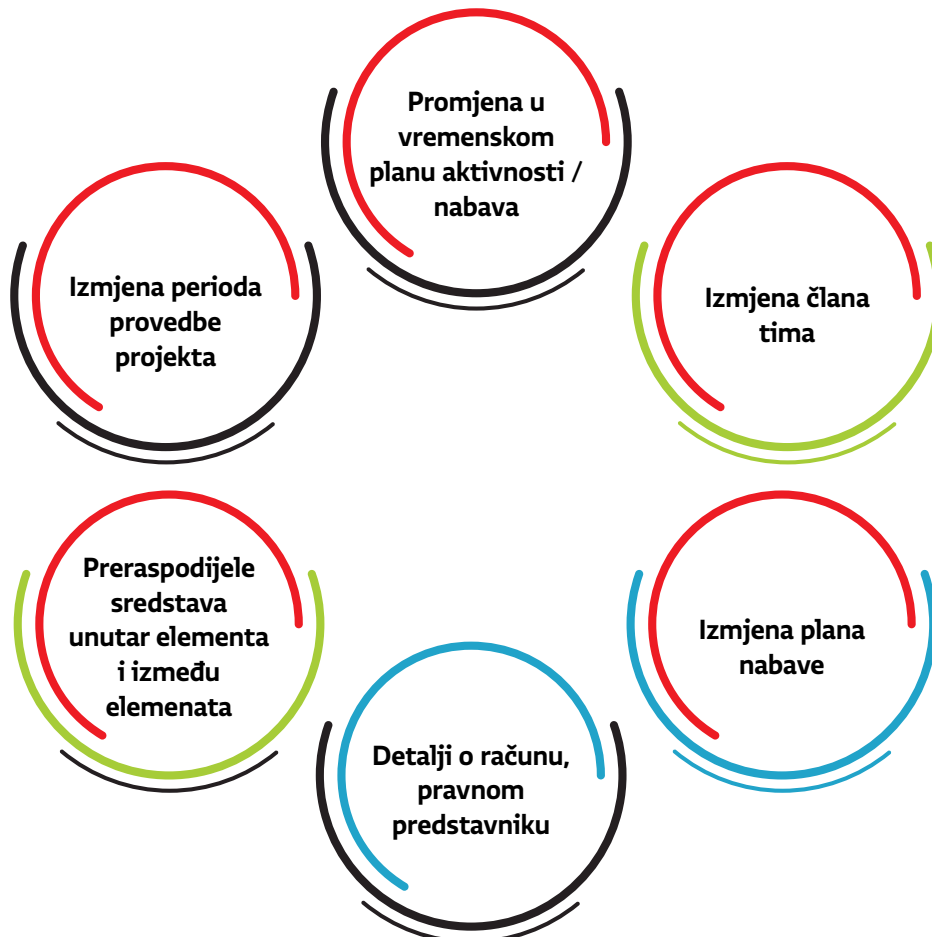 Promjena u
vremenskom
planu aktivnosti /
nabava
Izmjena perioda
provedbe
projekta
Izmjena člana
tima
Preraspodijele
sredstava
unutar elementa
i između
elemenata
Izmjena plana
nabave
Detalji o računu,
pravnom
predstavniku